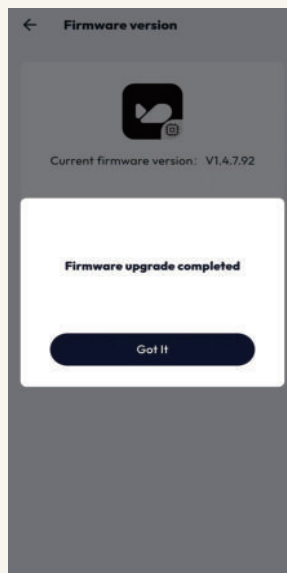 Firmware version
Current firmware version: V1.4.7.92
Firmware upgrade completed
Got It